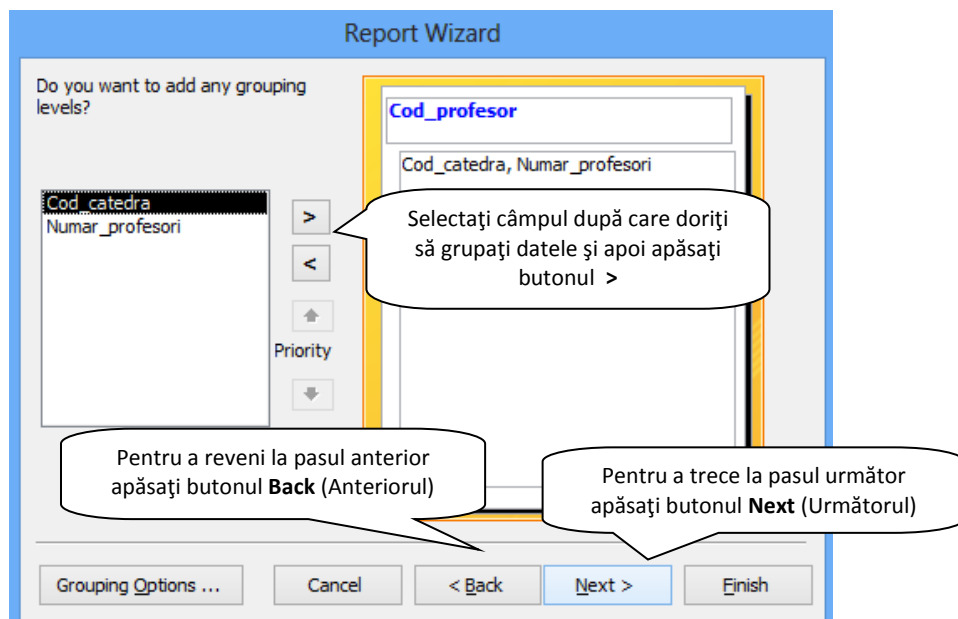 Report Wizard
Do you want to add any grouping
levels?
Cod_profesor
Cod_catedra, Numar_profesori
Cod_catedra
Numar_profesori
>
<
Priority
Selectaţi câmpul după care doriţi
să grupaţi datele şi apoi apăsaţi
butonul >
Pentru a reveni la pasul anterior
apăsaţi butonul Back (Anteriorul)
Pentru a trece la pasul următor
apăsaţi butonul Next (Următorul)
Grouping Options ...
Cancel
< Back
Next >
Finish